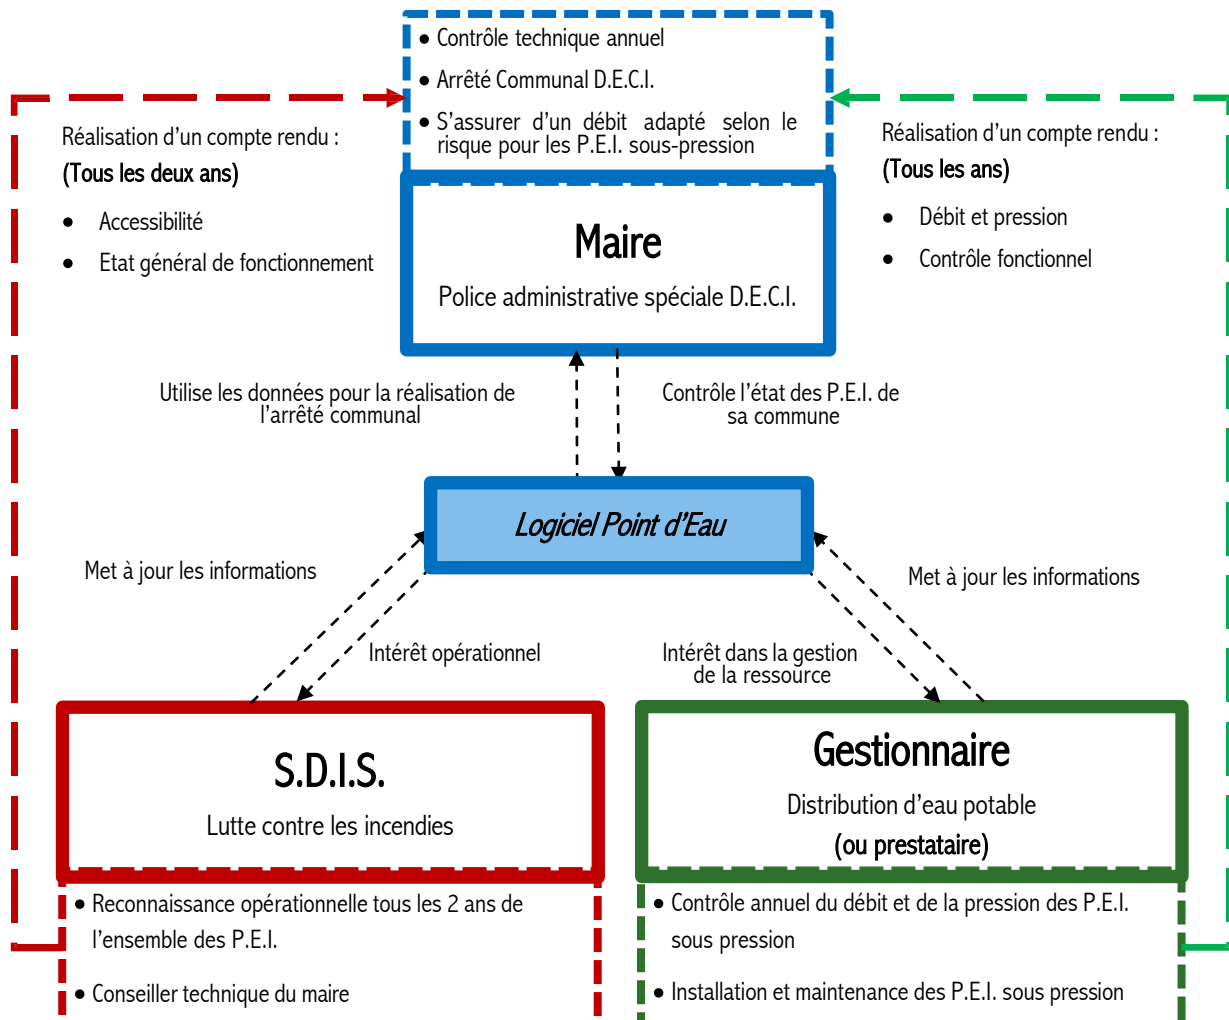 • Contrôle technique annuel
• Arrêté Communal D.E.C.I.
• S'assurer d'un débit adapté selon le
risque pour les P.E.I. sous-pression
Réalisation d'un compte rendu :
(Tous les deux ans)
• Accessibilité
• Etat général de fonctionnement
Réalisation d'un compte rendu :
(Tous les ans)
• Débit et pression
• Contrôle fonctionnel
Maire
Police administrative spéciale D.E.C.I.
Utilise les données pour la réalisation de
l'arrêté communal
Contrôle l'état des P.E.I. de
sa commune
Logiciel Point d'Eau
Met à jour les informations
Met à jour les informations
Intérêt opérationnel
Intérêt dans la gestion
de la ressource
S.D.I.S.
Lutte contre les incendies
Gestionnaire
Distribution d'eau potable
(ou prestataire)
• Reconnaissance opérationnelle tous les 2 ans de
l'ensemble des P.E.I.
• Conseiller technique du maire
• Contrôle annuel du débit et de la pression des P.E.I.
sous pression
• Installation et maintenance des P.E.I. sous pression